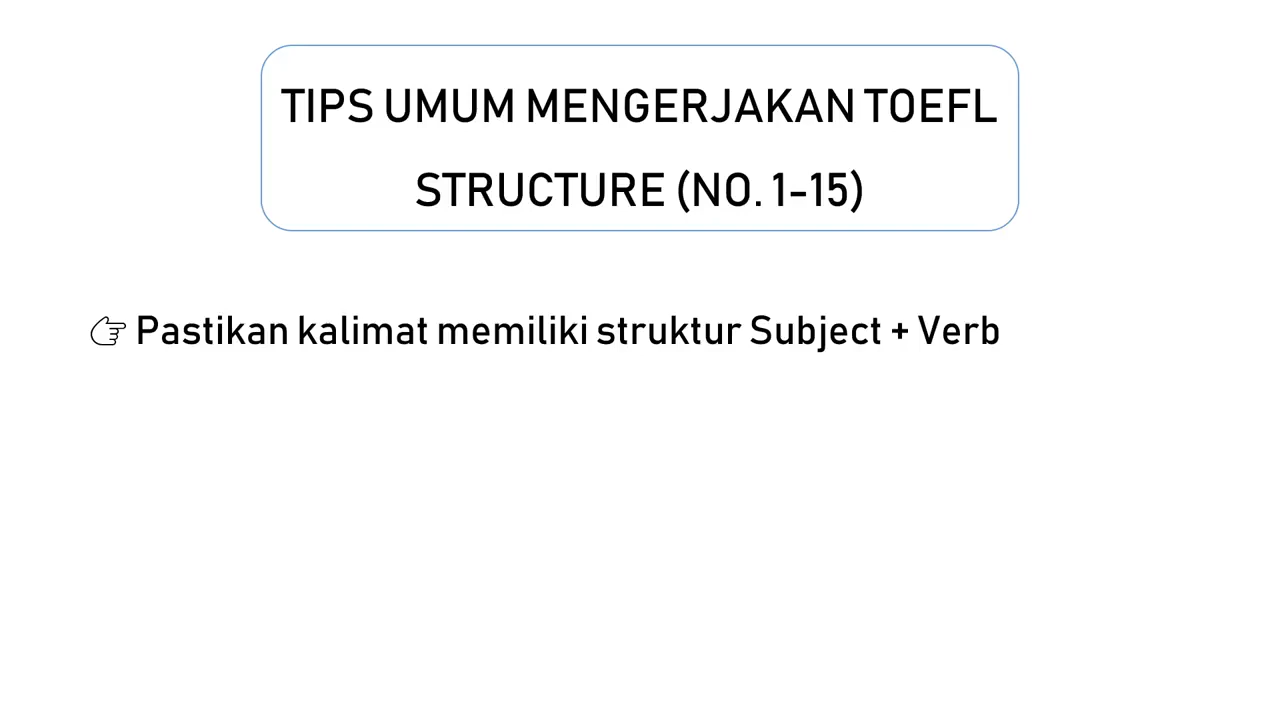 TIPS UMUM MENGERJAKAN TOEFL
STRUCTURE (NO. 1-15)
👉 Pastikan kalimat memiliki struktur Subject + Verb